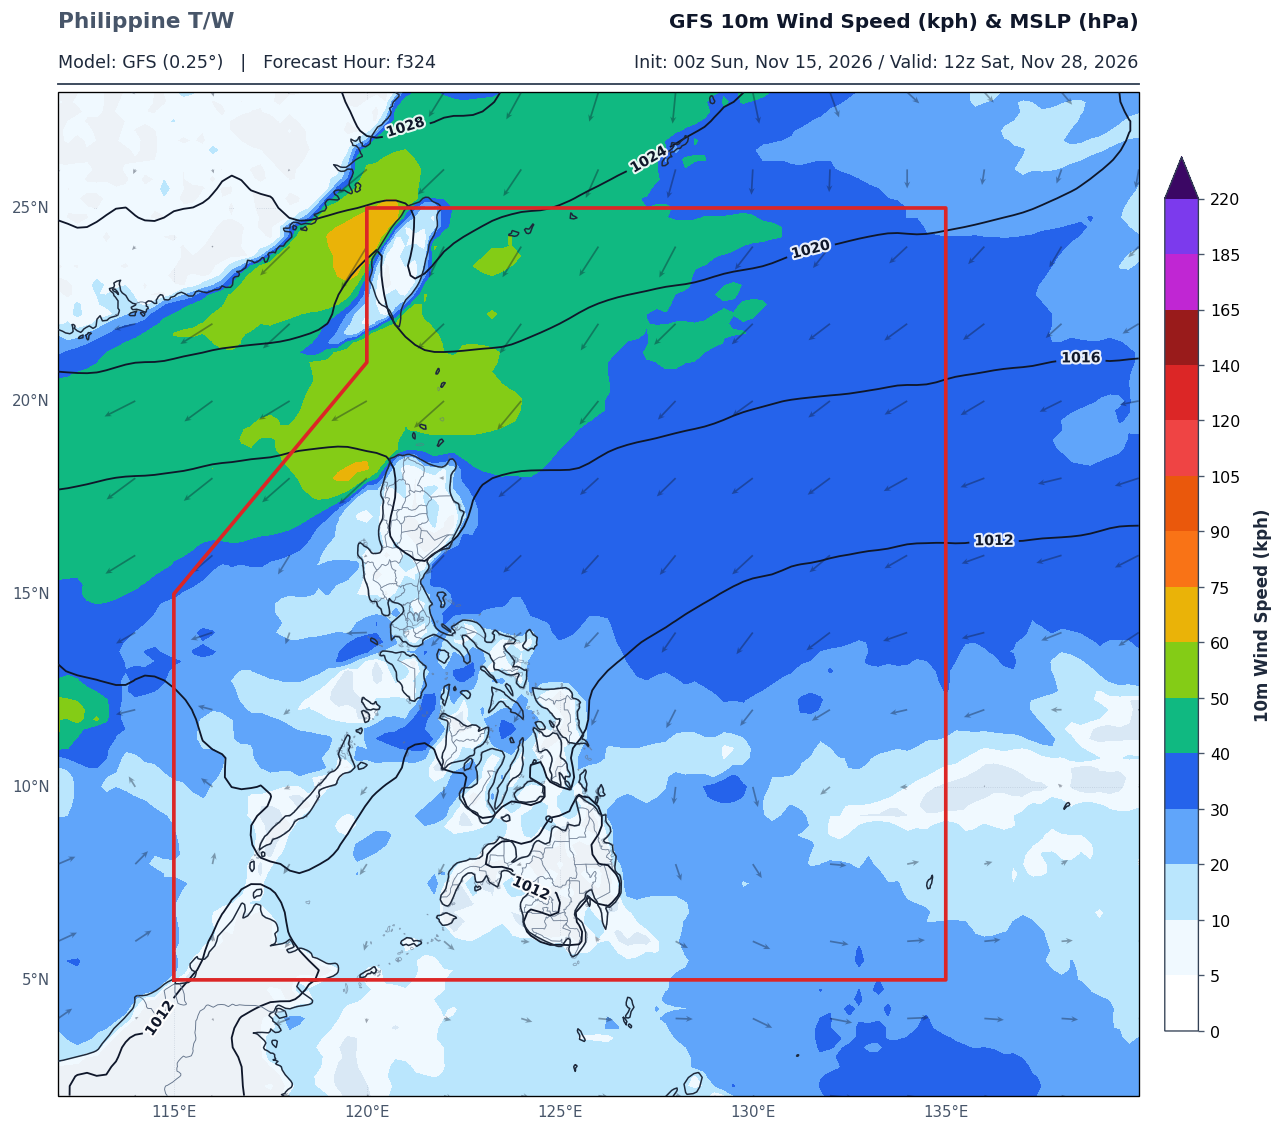 Philippine T/W
GFS 10m Wind Speed (kph) & MSLP (hPa)
Model: GFS (0.25°)   |   Forecast Hour: f324
Init: 00z Sun, Nov 15, 2026 / Valid: 12z Sat, Nov 28, 2026
1028
1024
1020
1016
1012
1012
1012
25°N
20°N
15°N
10°N
5°N
115°E
120°E
125°E
130°E
135°E
220
185
165
140
120
105
90
75
60
50
40
30
20
10
5
0
10m Wind Speed (kph)